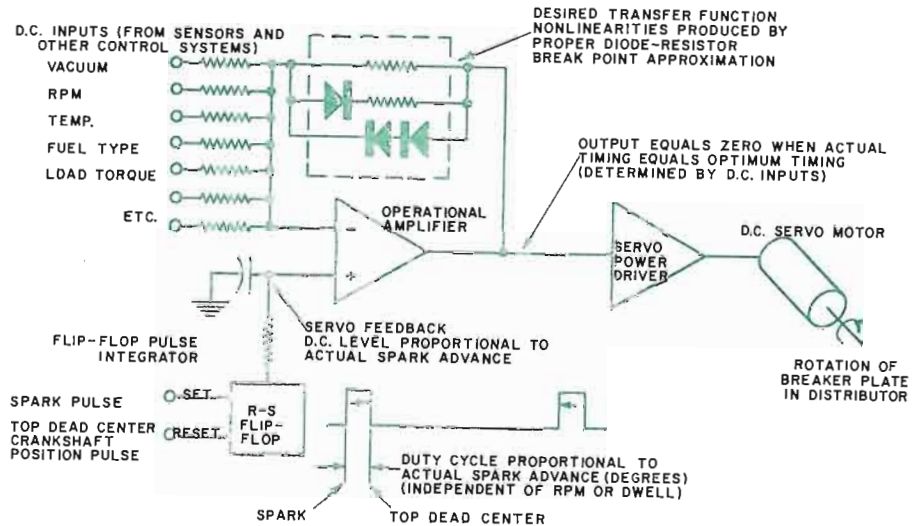 D.C. INPUTS (FROM SENSORS AND
OTHER CONTROL SYSTEMS)
VACUUM
RPM
TEMP.
FUEL TYPE
LOAD TORQUE
ETC.
DESIRED TRANSFER FUNCTION
NONLINEARITIES PRODUCED BY
PROPER DIODE-RESISTOR
BREAK POINT APPROXIMATION
OUTPUT EQUALS ZERO WHEN ACTUAL
TIMING EQUALS OPTIMUM TIMING
(DETERMINED BY D.C. INPUTS)
OPERATIONAL
AMPLIFIER
-
+
SERVO
POWER
DRIVER
D.C. SERVO MOTOR
ROTATION OF
BREAKER PLATE
IN DISTRIBUTOR
SERVO FEEDBACK
D.C. LEVEL PROPORTIONAL TO
ACTUAL SPARK ADVANCE
FLIP-FLOP PULSE
INTEGRATOR
SPARK PULSE
SET
TOP DEAD CENTER
CRANKSHAFT
POSITION PULSE
RESET
R-S
FLIP-
FLOP
DUTY CYCLE PROPORTIONAL TO
ACTUAL SPARK ADVANCE (DEGREES)
(INDEPENDENT OF RPM OR DWELL)
SPARK
TOP DEAD CENTER